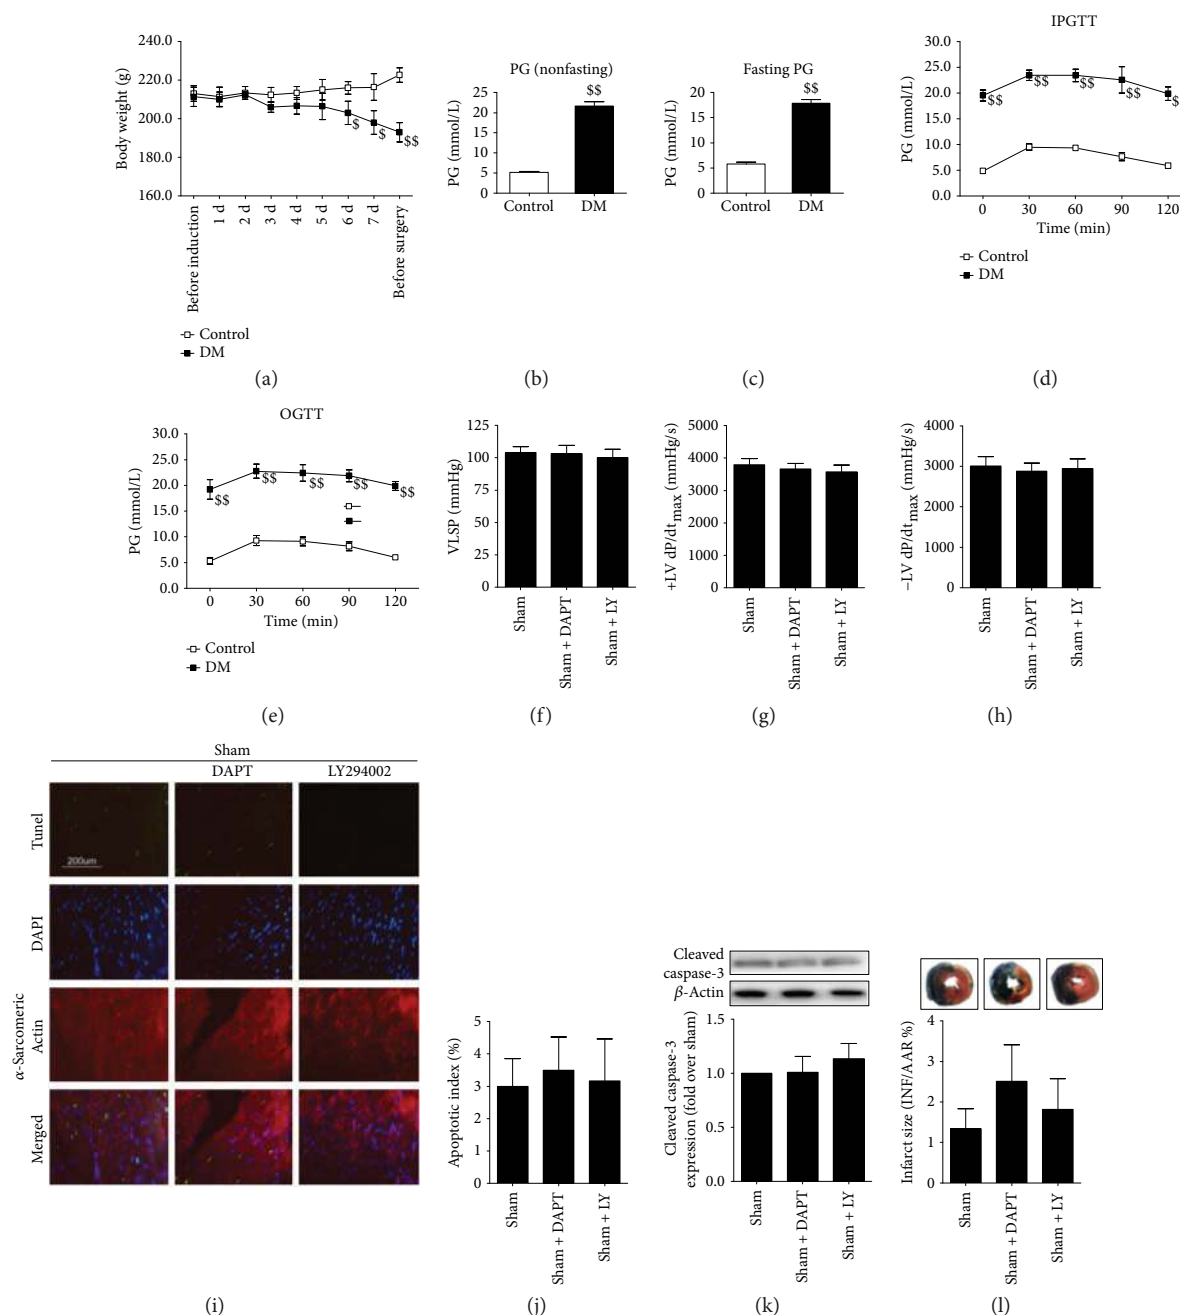 240.0
220.0
200.0
180.0
160.0
Body weight (g)
Before induction
1 d
2 d
3 d
4 d
5 d
6 d
7 d
Before surgery
$
$
$$
Control
DM
(a)
PG (nonfasting)
25
20
15
10
5
0
PG (mmol/L)
$$
Control DM
(b)
Fasting PG
20
15
10
5
0
PG (mmol/L)
$$
Control DM
(c)
IPGTT
30.0
25.0
20.0
15.0
10.0
5.0
0.0
PG (mmol/L)
$$
$$
$$
$$
$
0 30 60 90 120
Time (min)
Control
DM
(d)
OGTT
30.0
25.0
20.0
15.0
10.0
5.0
0.0
PG (mmol/L)
$$
$$
$$
$$
$$
0 30 60 90 120
Time (min)
Control
DM
(e)
125
100
75
50
25
0
VLSP (mmHg)
Sham
Sham + DAPT
Sham + LY
(f)
5000
4000
3000
2000
1000
0
+LV dP/dtmax (mmHg/s)
Sham
Sham + DAPT
Sham + LY
(g)
4000
3000
2000
1000
0
−LV dP/dtmax (mmHg/s)
Sham
Sham + DAPT
Sham + LY
(h)
Sham
DAPT LY294002
Tunel
200um
DAPI
α-Sarcomeric
Actin
Merged
(i)
5
4
3
2
1
0
Apoptotic index (%)
Sham
Sham + DAPT
Sham + LY
(j)
Cleaved
caspase-3
β-Actin
1.5
1.0
0.5
0.0
Cleaved caspase-3
expression (fold over sham)
Sham
Sham + DAPT
Sham + LY
(k)
4
3
2
1
0
Infarct size (INF/AAR %)
Sham
Sham + DAPT
Sham + LY
(l)